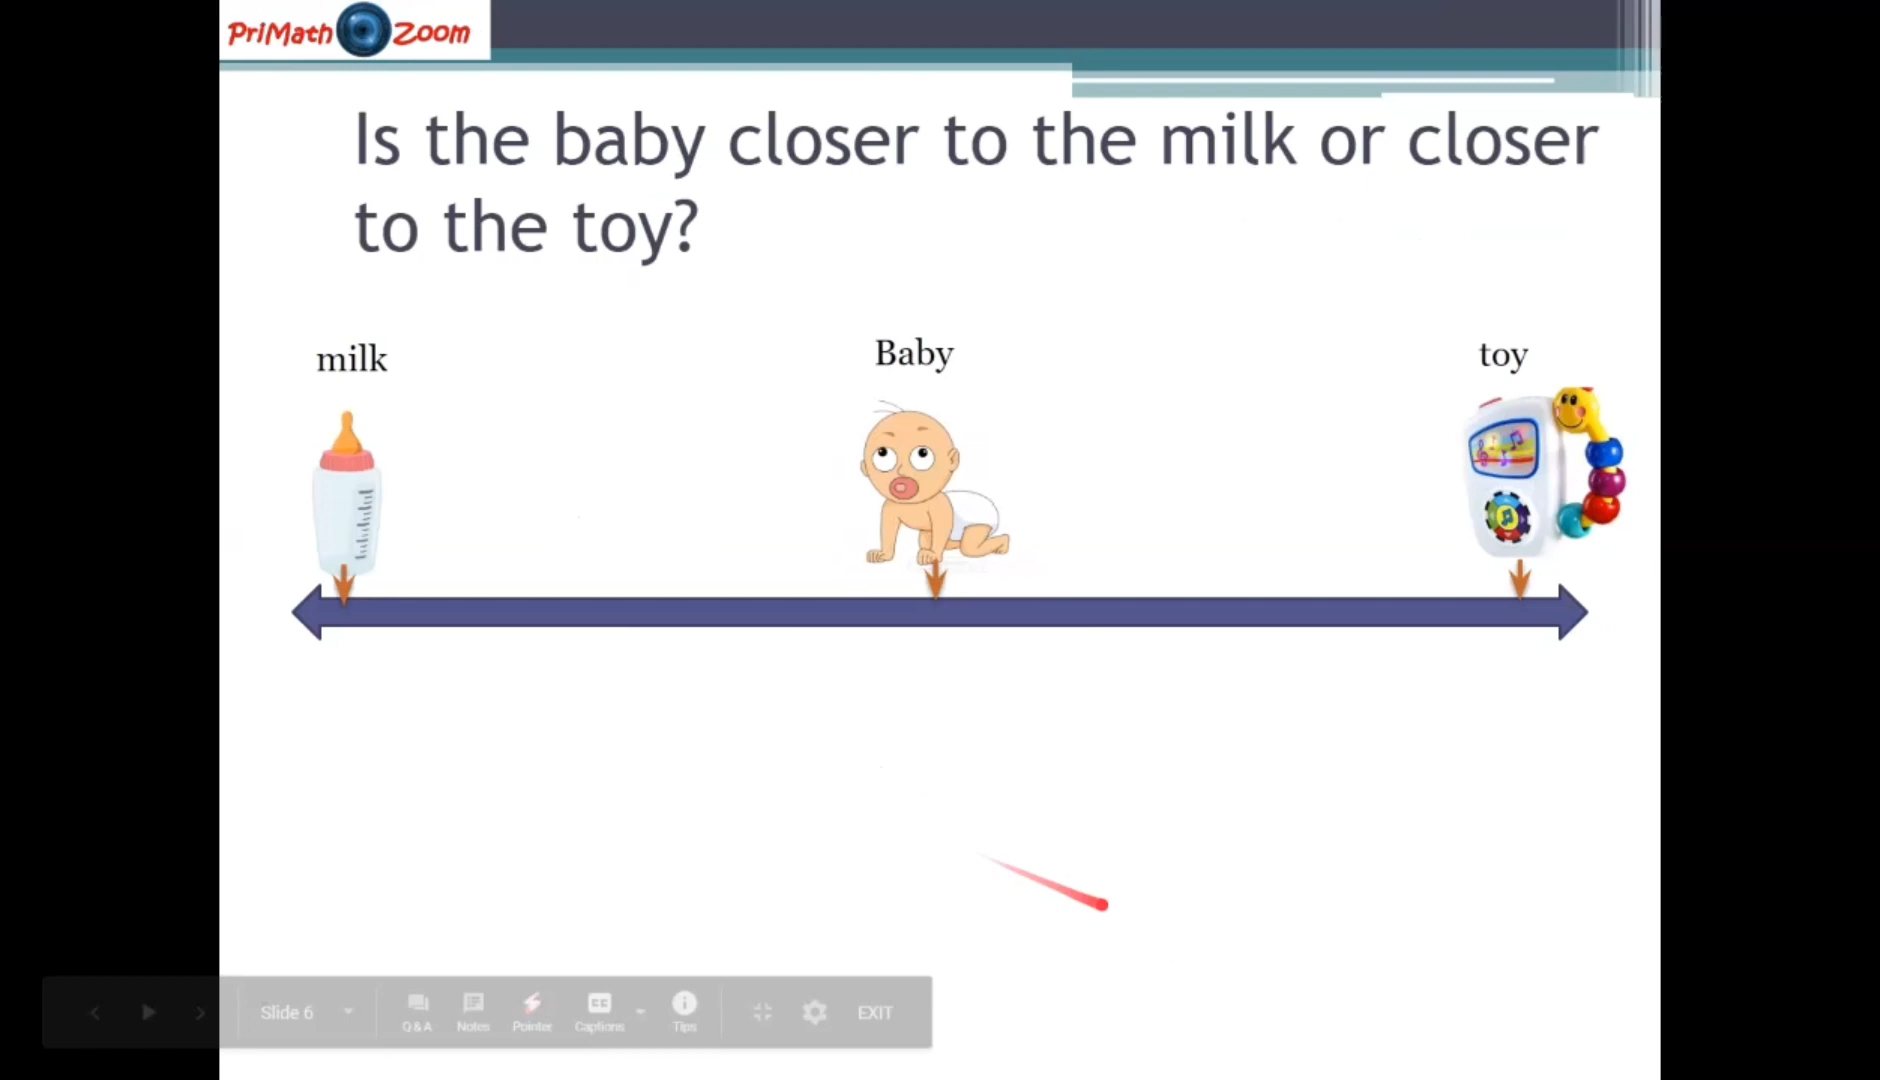 PriMath Zoom
Is the baby closer to the milk or closer
to the toy?
milk
Baby
toy
Slide 6
Q & A
Notes
Pointer
CC
Captions
Tips
EXIT